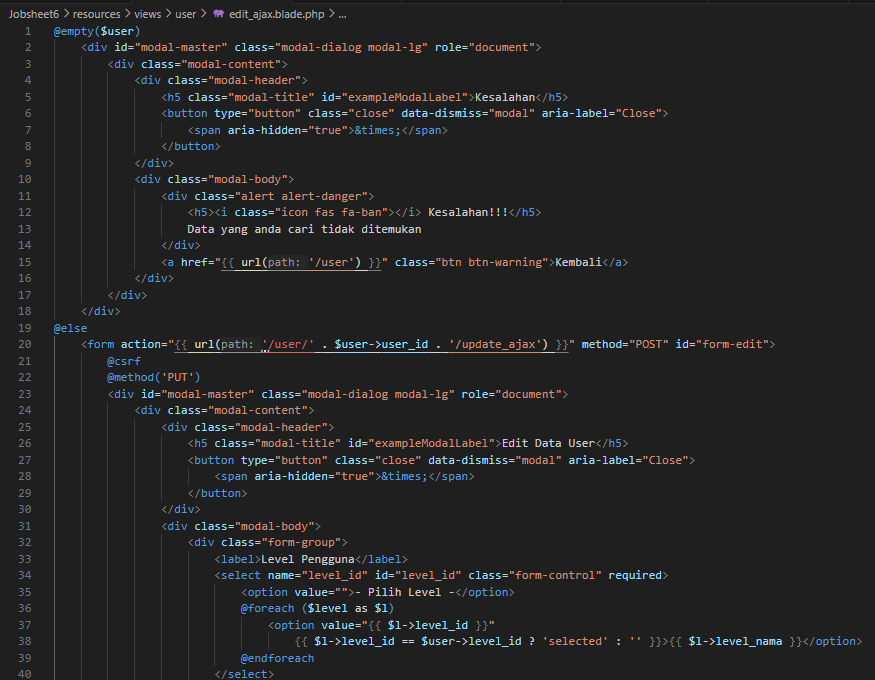 Jobsheet6 > resources > views > user > edit_ajax.blade.php > ...
1 @empty($user)
2 <div id="modal-master" class="modal-dialog modal-lg" role="document">
3 <div class="modal-content">
4 <div class="modal-header">
5 <h5 class="modal-title" id="exampleModalLabel">Kesalahan</h5>
6 <button type="button" class="close" data-dismiss="modal" aria-label="Close">
7 <span aria-hidden="true">&times;</span>
8 </button>
9 </div>
10 <div class="modal-body">
11 <div class="alert alert-danger">
12 <h5><i class="icon fas fa-ban"></i> Kesalahan!!!</h5>
13 Data yang anda cari tidak ditemukan
14 </div>
15 <a href="{{ url(path: '/user') }}" class="btn btn-warning">Kembali</a>
16 </div>
17 </div>
18 </div>
19 @else
20 <form action="{{ url(path: '/user/' . $user->user_id . '/update_ajax') }}" method="POST" id="form-edit">
21 @csrf
22 @method('PUT')
23 <div id="modal-master" class="modal-dialog modal-lg" role="document">
24 <div class="modal-content">
25 <div class="modal-header">
26 <h5 class="modal-title" id="exampleModalLabel">Edit Data User</h5>
27 <button type="button" class="close" data-dismiss="modal" aria-label="Close">
28 <span aria-hidden="true">&times;</span>
29 </button>
30 </div>
31 <div class="modal-body">
32 <div class="form-group">
33 <label>Level Pengguna</label>
34 <select name="level_id" id="level_id" class="form-control" required>
35 <option value="">- Pilih Level -</option>
36 @foreach ($level as $l)
37 <option value="{{ $l->level_id }}"
38 {{ $l->level_id == $user->level_id ? 'selected' : '' }}>{{ $l->level_nama }}</option>
39 @endforeach
40 </select>